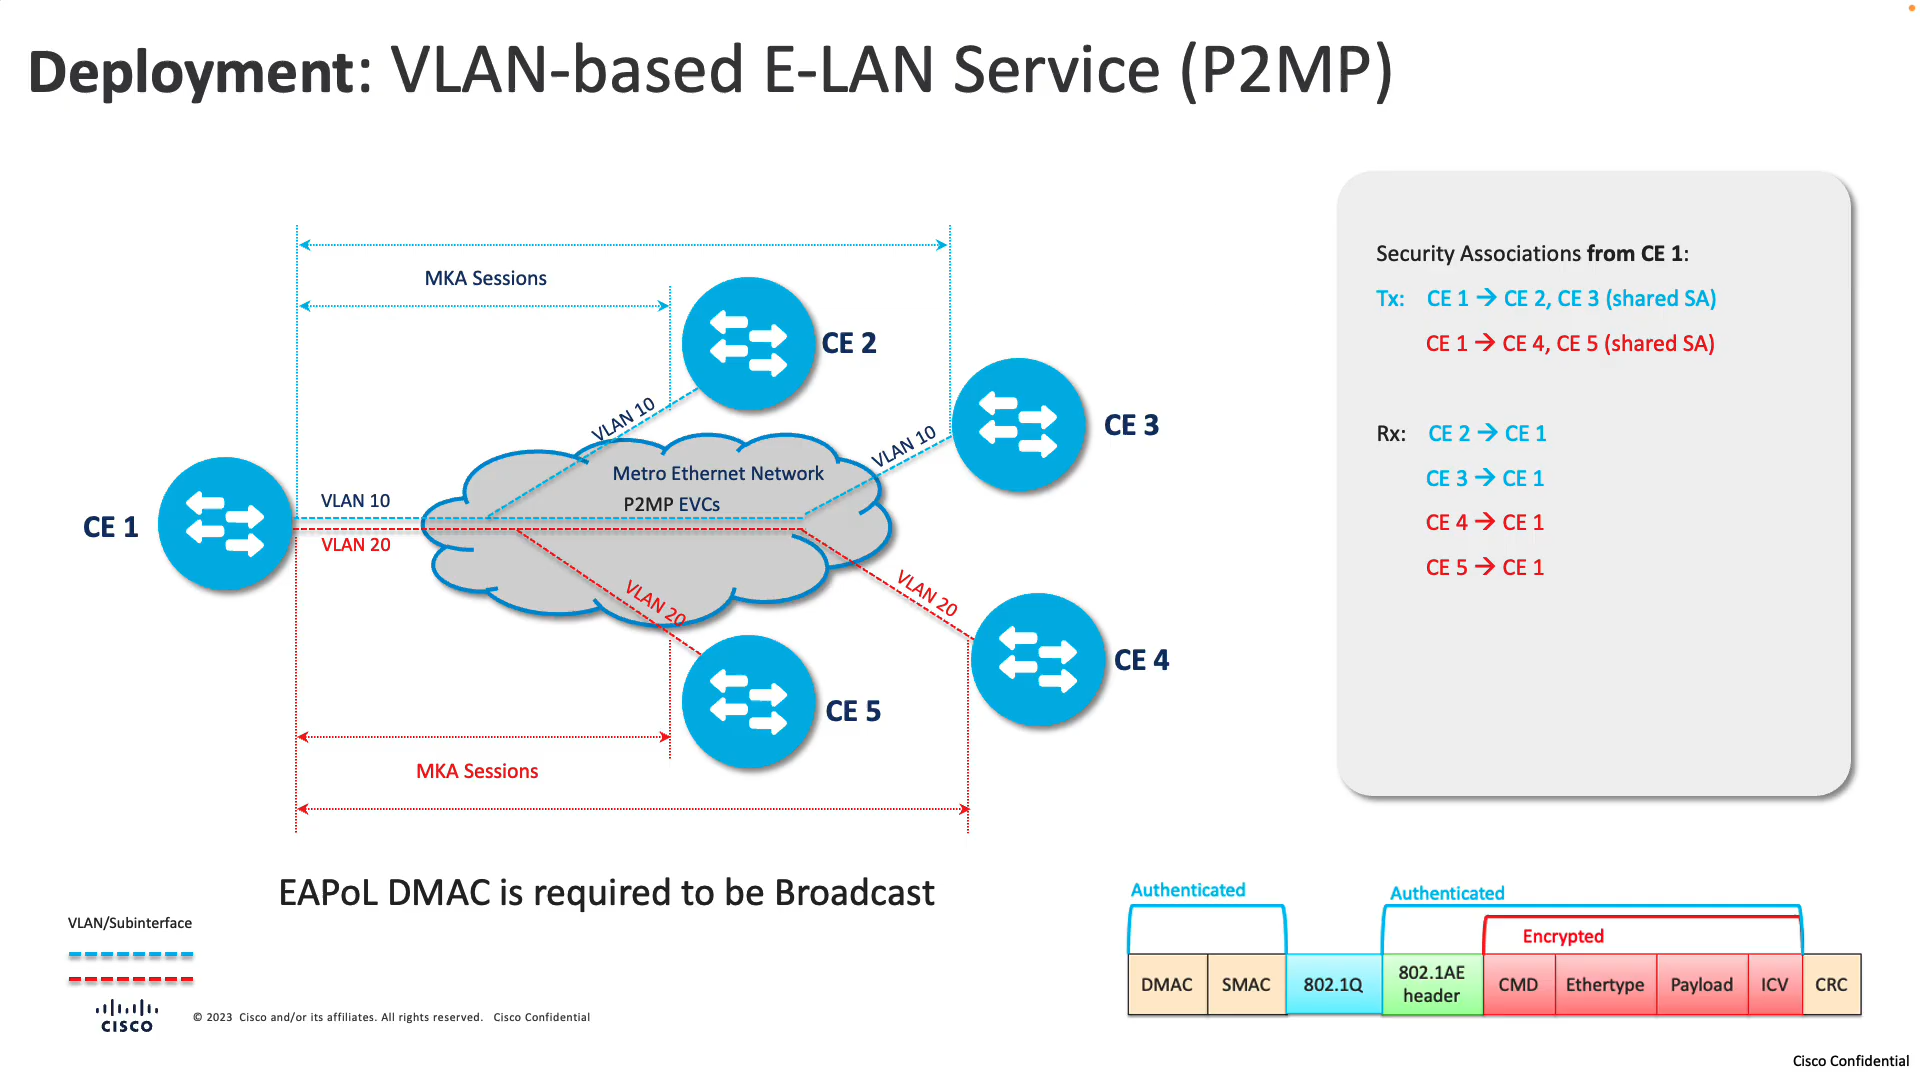 Deployment: VLAN-based E-LAN Service (P2MP)
MKA Sessions
CE 2
VLAN 10
CE 3
VLAN 10
Metro Ethernet Network
P2MP EVCs
CE 1
VLAN 10
VLAN 20
VLAN 20
VLAN 20
CE 4
CE 5
MKA Sessions
Security Associations from CE 1:
Tx: CE 1 → CE 2, CE 3 (shared SA)
CE 1 → CE 4, CE 5 (shared SA)
Rx: CE 2 → CE 1
CE 3 → CE 1
CE 4 → CE 1
CE 5 → CE 1
EAPoL DMAC is required to be Broadcast
VLAN/Subinterface
Authenticated
Authenticated
Encrypted
DMAC SMAC 802.1Q 802.1AE header CMD Ethertype Payload ICV CRC
CISCO
© 2023 Cisco and/or its affiliates. All rights reserved. Cisco Confidential
Cisco Confidential